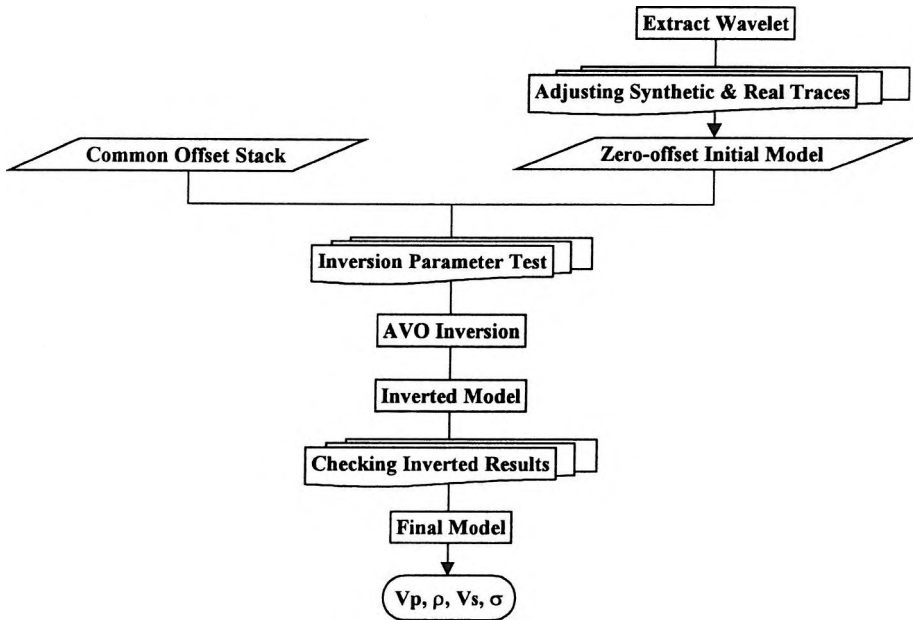 Extract Wavelet
Adjusting Synthetic & Real Traces
Common Offset Stack
Zero-offset Initial Model
Inversion Parameter Test
AVO Inversion
Inverted Model
Checking Inverted Results
Final Model
Vp, ρ, Vs, σ